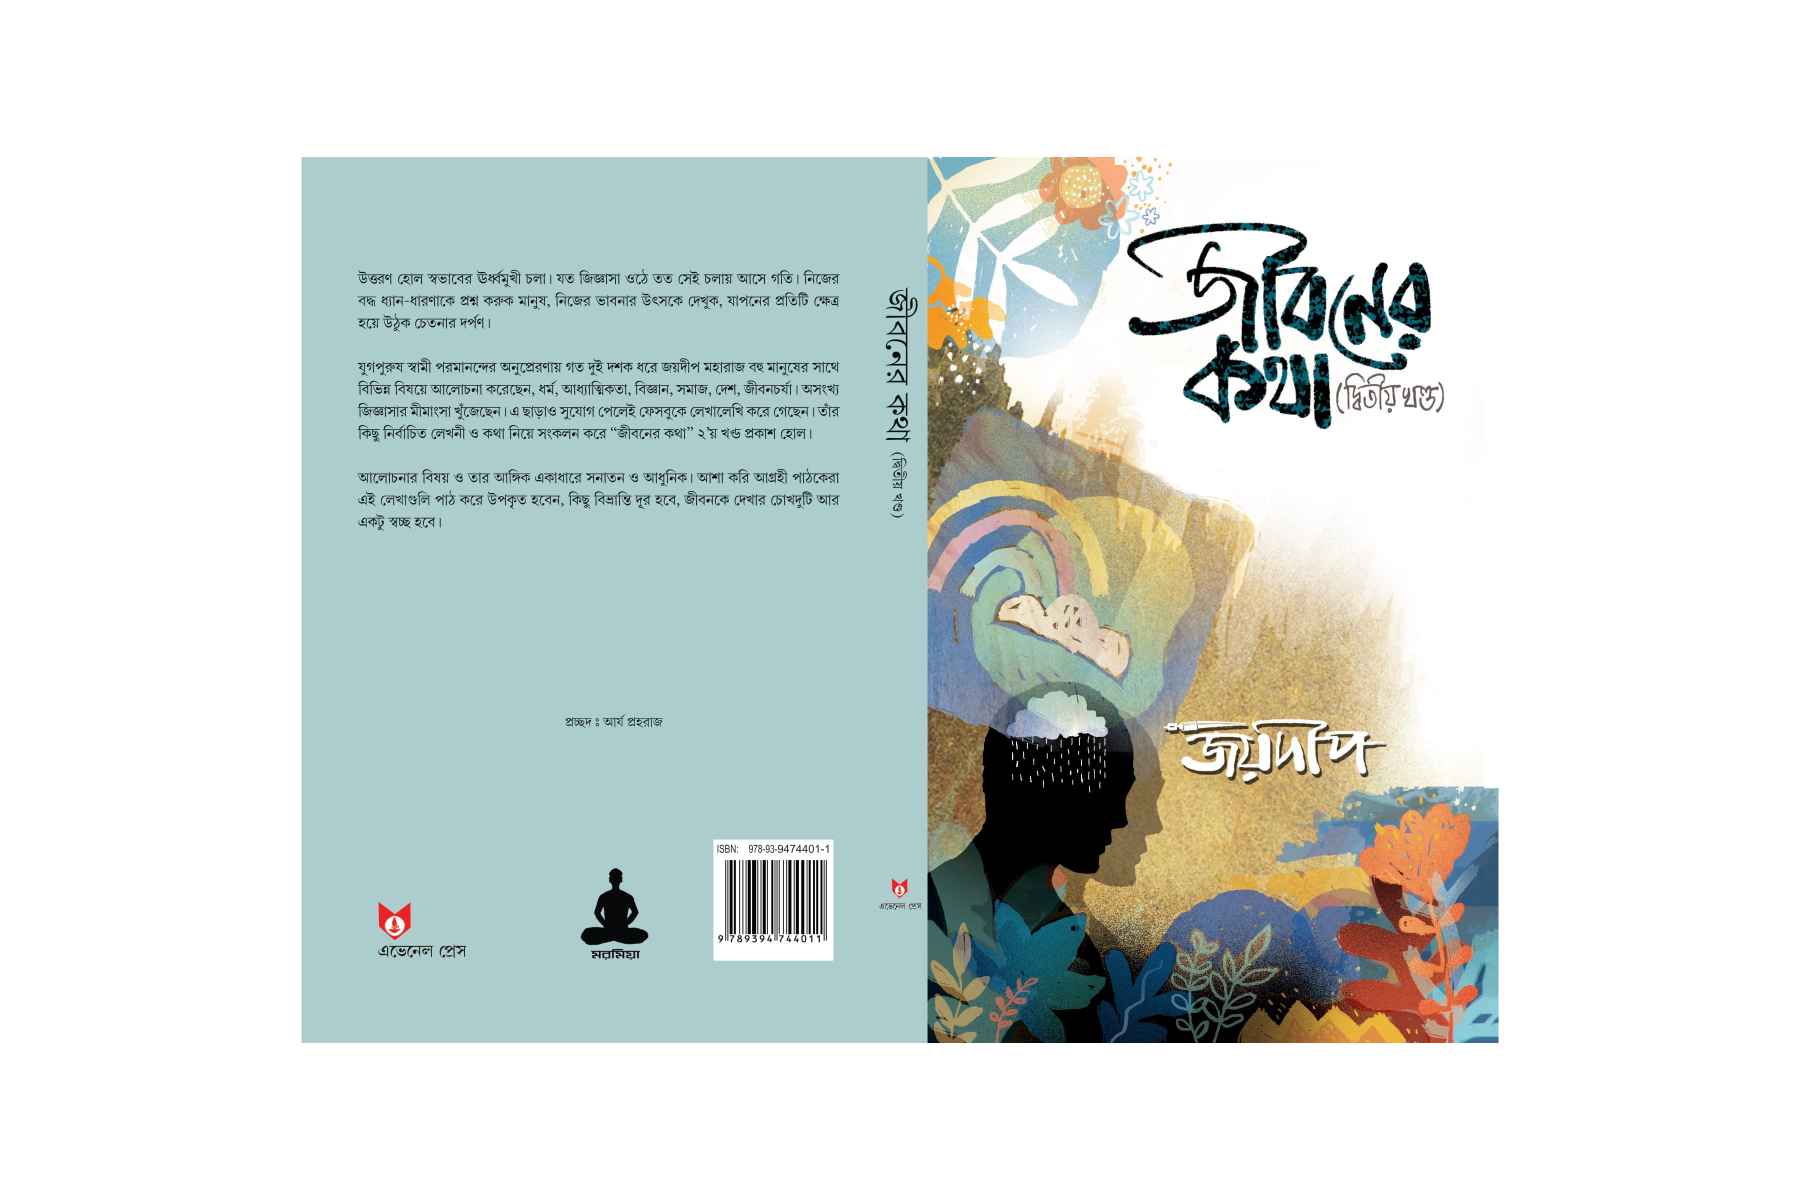 উত্তরণ হোল স্বভাবের ঊর্ধ্বমুখী চলা। যত জিজ্ঞাসা ওঠে তত সেই চলায় আসে গতি। নিজের
বদ্ধ ধ্যান-ধারণাকে প্রশ্ন করুক মানুষ, নিজের ভাবনার উৎসকে দেখুক, যাপনের প্রতিটি ক্ষেত্র
হয়ে উঠুক চেতনার দর্পণ।
যুগপুরুষ স্বামী পরমানন্দের অনুপ্রেরণায় গত দুই দশক ধরে জয়দীপ মহারাজ বহু মানুষের সাথে
বিভিন্ন বিষয়ে আলোচনা করেছেন, ধর্ম, আধ্যাত্মিকতা, বিজ্ঞান, সমাজ, দেশ, জীবনচর্যা। অসংখ্য
জিজ্ঞাসার মীমাংসা খুঁজেছেন। এ ছাড়াও সুযোগ পেলেই ফেসবুকে লেখালেখি করে গেছেন। তাঁর
কিছু নির্বাচিত লেখনী ও কথা নিয়ে সংকলন করে “জীবনের কথা” ২’য় খন্ড প্রকাশ হোল।
আলোচনার বিষয় ও তার আঙ্গিক একাধারে সনাতন ও আধুনিক। আশা করি আগ্রহী পাঠকেরা
এই লেখাগুলি পাঠ করে উপকৃত হবেন, কিছু বিভ্রান্তি দূর হবে, জীবনকে দেখার চোখদুটি আর
একটু স্বচ্ছ হবে।
প্রচ্ছদ ঃ আর্য প্রহরাজ
এভেনেল প্রেস
মরমিয়া
ISBN: 978-93-9474401-1
9 789394 744011
জীবনের কথা (দ্বিতীয় খণ্ড)
এভেনেল প্রেস
জীবনের
কথা (দ্বিতীয় খণ্ড)
জয়দীপ